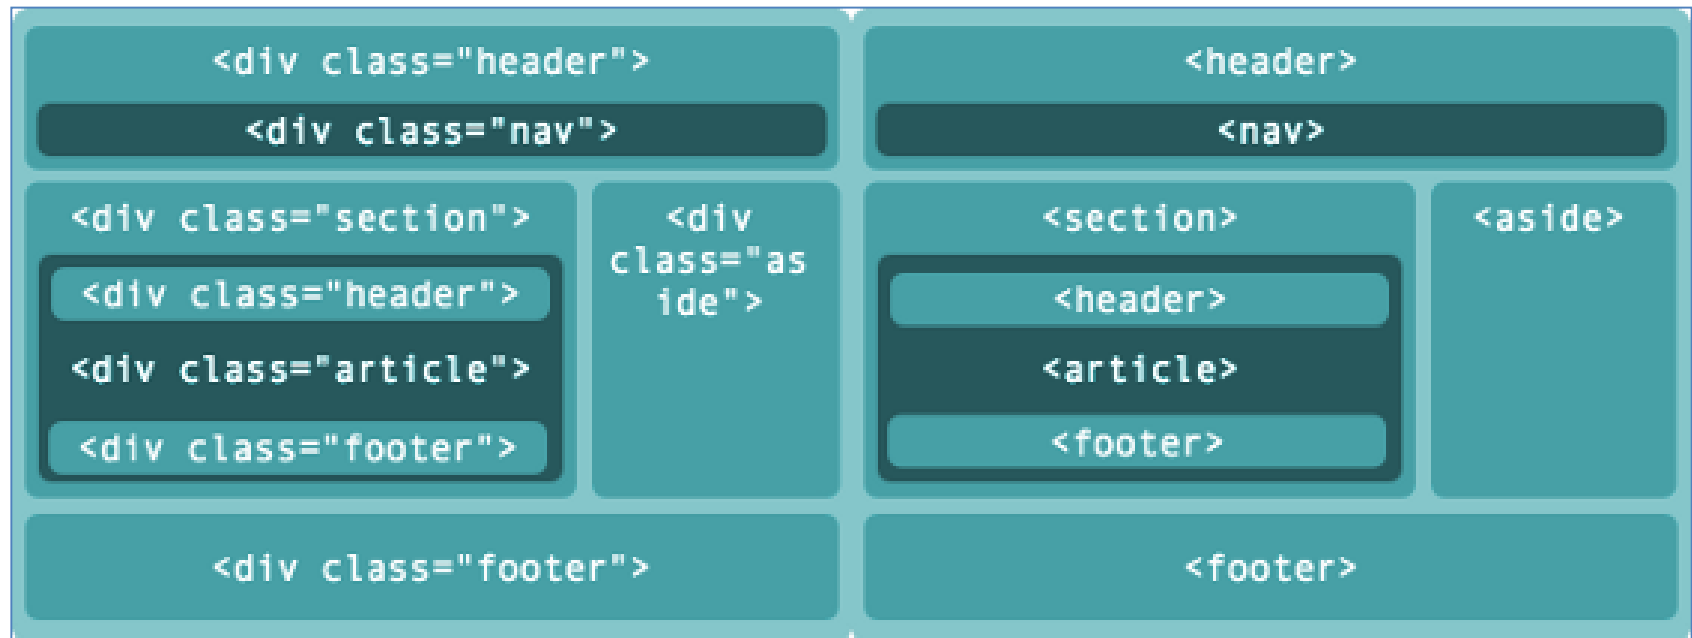 <div class="header">
<div class="nav">
<div class="section">
<div class="header">
<div class="article">
<div class="footer">
<div
class="as
ide">
<div class="footer">
<header>
<nav>
<section>
<header>
<article>
<footer>
<aside>
<footer>